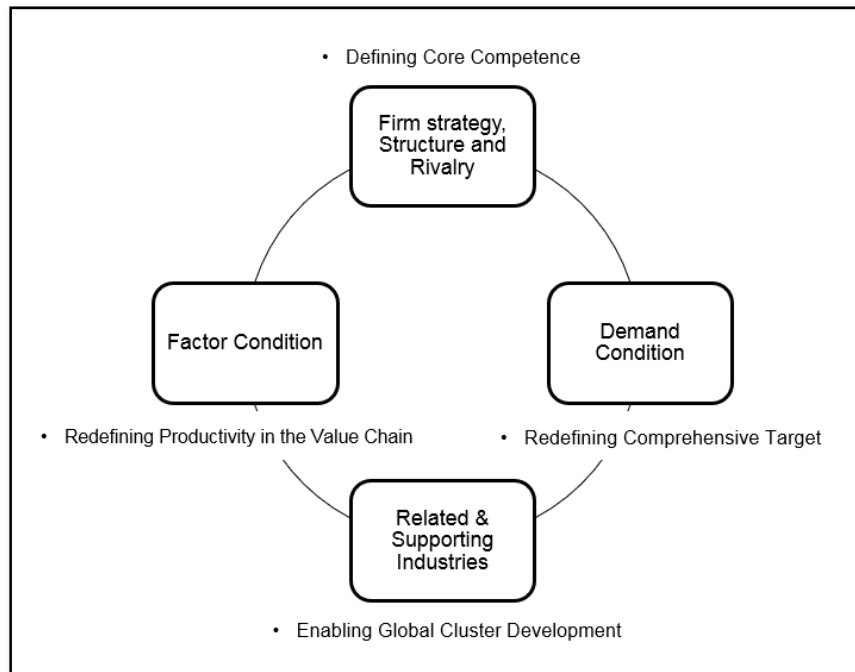 • Defining Core Competence
Firm strategy,
Structure and
Rivalry
Factor Condition
Demand
Condition
• Redefining Productivity in the Value Chain
• Redefining Comprehensive Target
Related &
Supporting
Industries
• Enabling Global Cluster Development